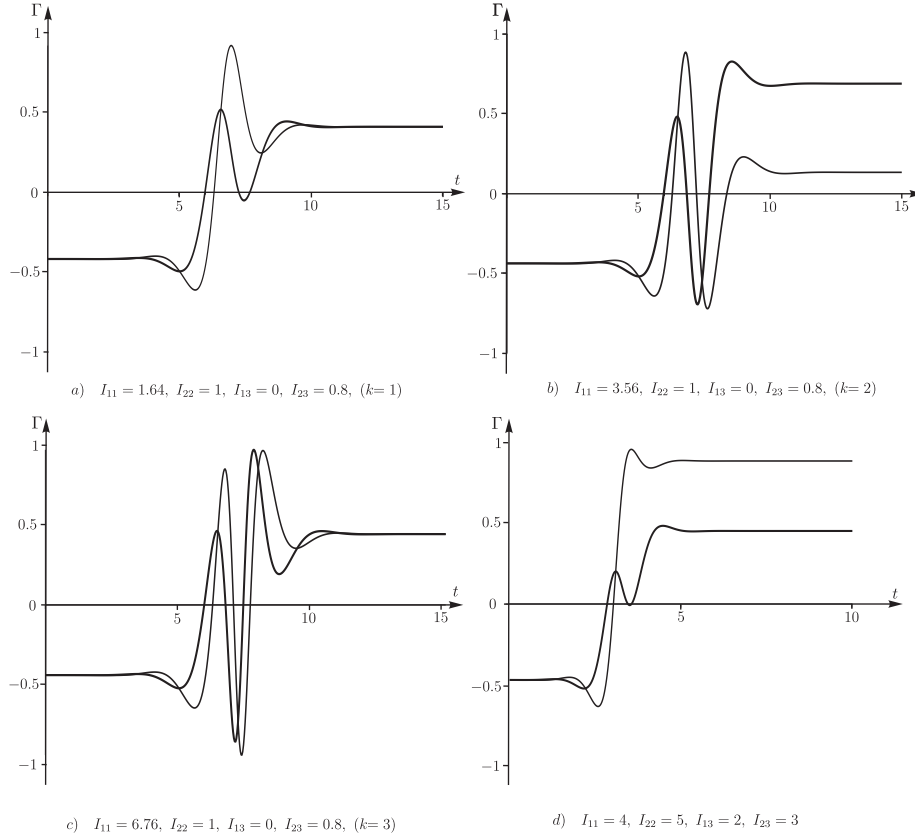 Γ
1
0.5
0
−0.5
−1
5
10
15
t
a) I₁₁ = 1.64, I₂₂ = 1, I₁₃ = 0, I₂₃ = 0.8, (k = 1)
Γ
1
0.5
0
−0.5
−1
5
10
15
b) I₁₁ = 3.56, I₂₂ = 1, I₁₃ = 0, I₂₃ = 0.8, (k = 2)
Γ
1
0.5
0
−0.5
−1
5
10
15
t
c) I₁₁ = 6.76, I₂₂ = 1, I₁₃ = 0, I₂₃ = 0.8, (k = 3)
Γ
1
0.5
0
−0.5
−1
5
10
t
d) I₁₁ = 4, I₂₂ = 5, I₁₃ = 2, I₂₃ = 3